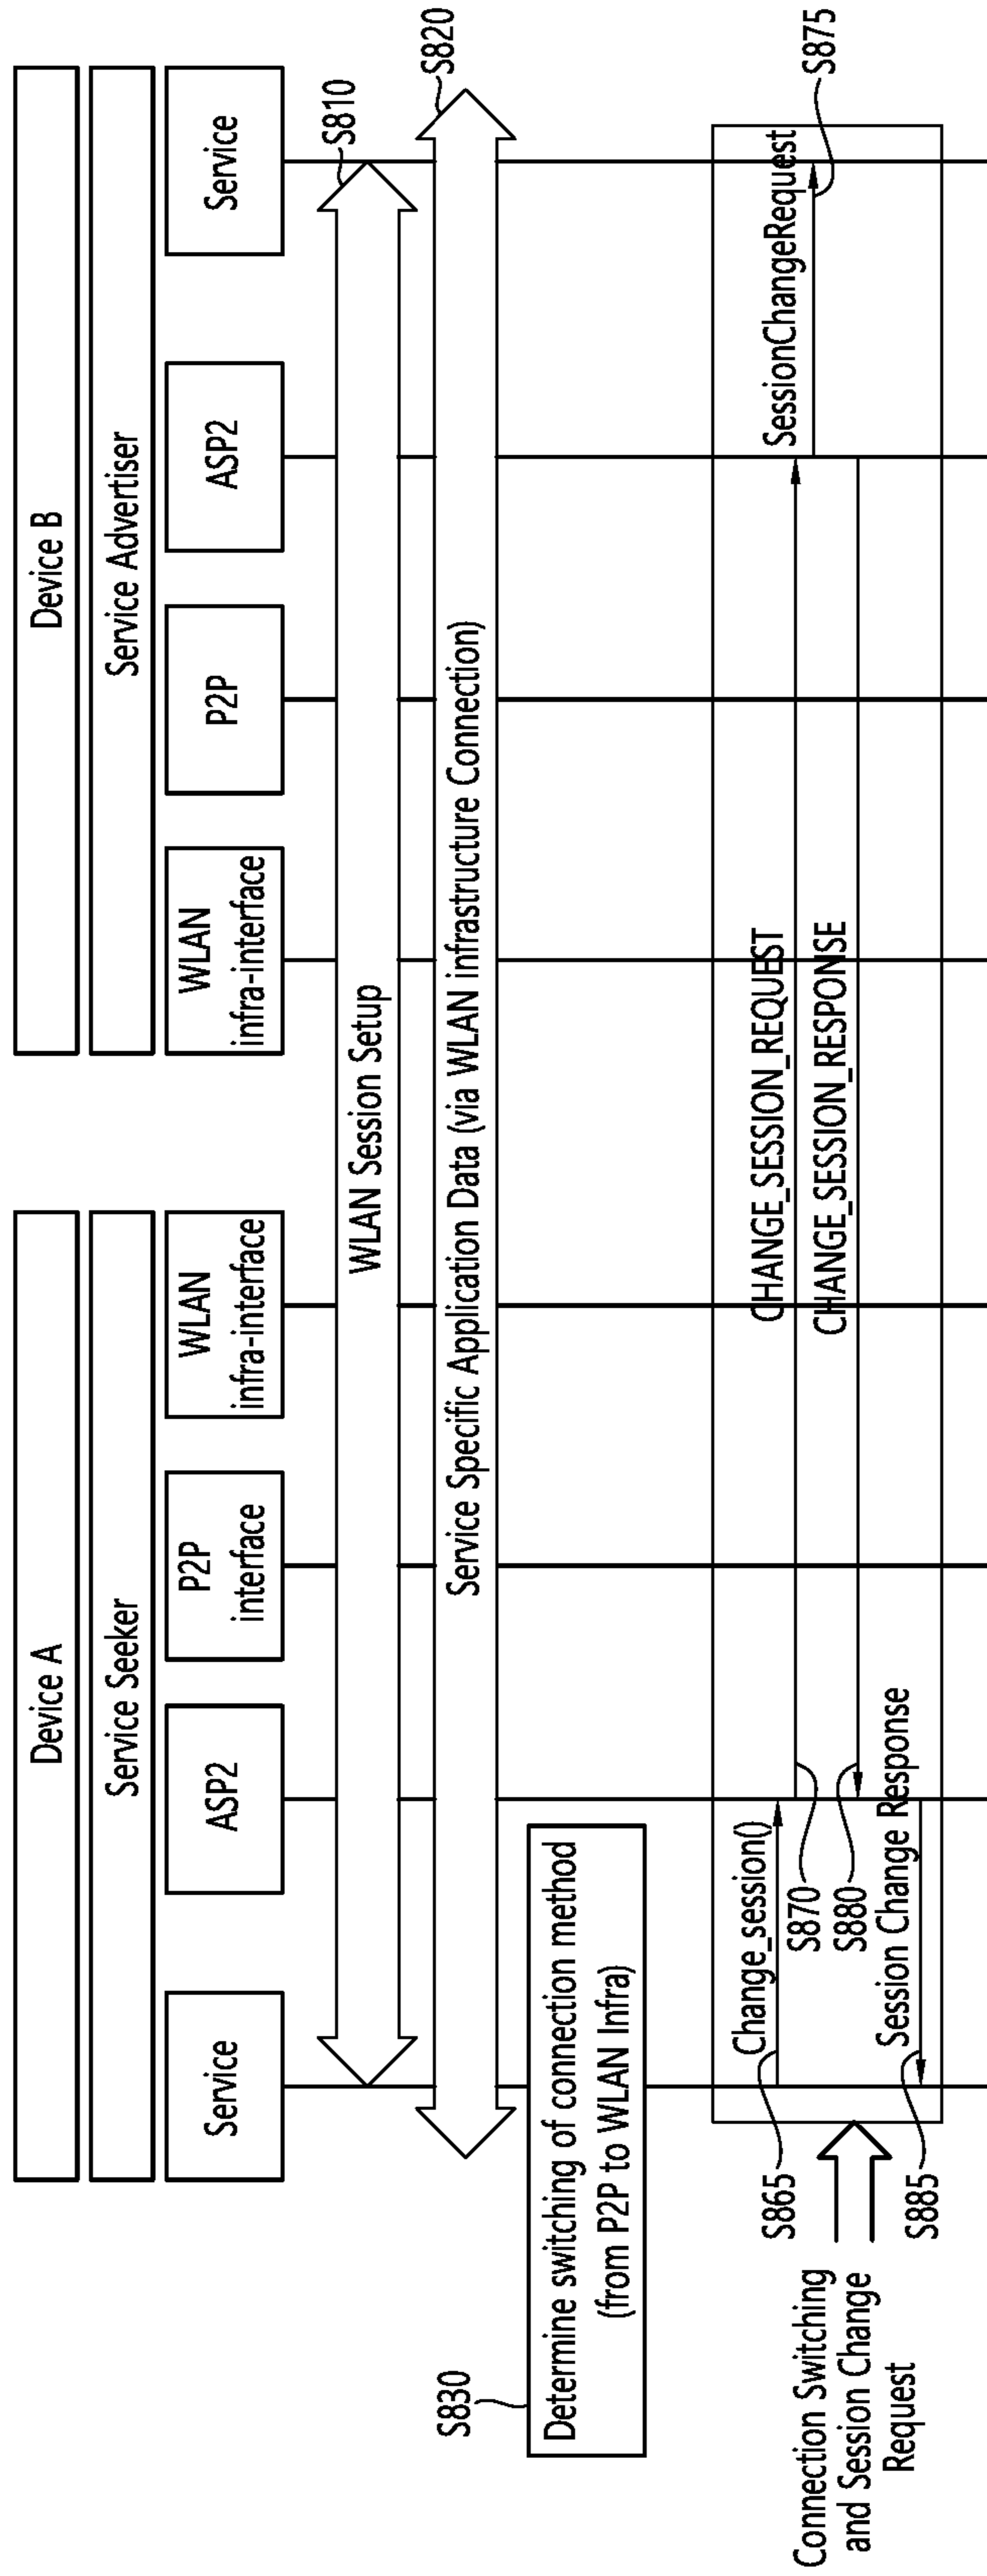 Device A
Device B
Service Seeker
Service Advertiser
Service
ASP2
P2P
interface
WLAN
infra-interface
WLAN
infra-interface
P2P
ASP2
Service
S810
WLAN Session Setup
S820
Service Specific Application Data (via WLAN infrastructure Connection)
S830
Determine switching of connection method
(from P2P to WLAN Infra)
Connection Switching
and Session Change
Request
S865
Change_session()
S870
CHANGE_SESSION_REQUEST
SessionChangeRequest
S875
S880
CHANGE_SESSION_RESPONSE
S885
Session Change Response